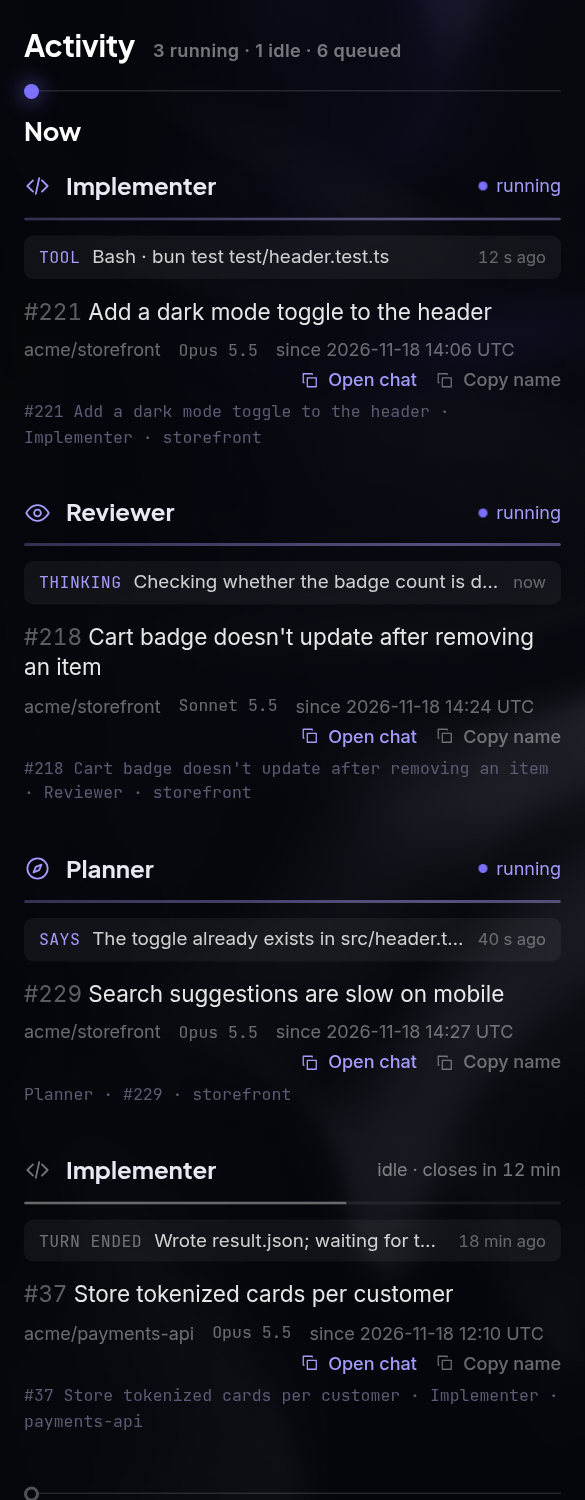 Activity 3 running · 1 idle · 6 queued
Now
Implementer running
TOOL Bash · bun test test/header.test.ts 12 s ago
#221 Add a dark mode toggle to the header
acme/storefront Opus 5.5 since 2026-11-18 14:06 UTC
Open chat Copy name
#221 Add a dark mode toggle to the header ·
Implementer · storefront
Reviewer running
THINKING Checking whether the badge count is d... now
#218 Cart badge doesn't update after removing
an item
acme/storefront Sonnet 5.5 since 2026-11-18 14:24 UTC
Open chat Copy name
#218 Cart badge doesn't update after removing an item
· Reviewer · storefront
Planner running
SAYS The toggle already exists in src/header.t... 40 s ago
#229 Search suggestions are slow on mobile
acme/storefront Opus 5.5 since 2026-11-18 14:27 UTC
Open chat Copy name
Planner · #229 · storefront
Implementer idle · closes in 12 min
TURN ENDED Wrote result.json; waiting for t... 18 min ago
#37 Store tokenized cards per customer
acme/payments-api Opus 5.5 since 2026-11-18 12:10 UTC
Open chat Copy name
#37 Store tokenized cards per customer · Implementer ·
payments-api